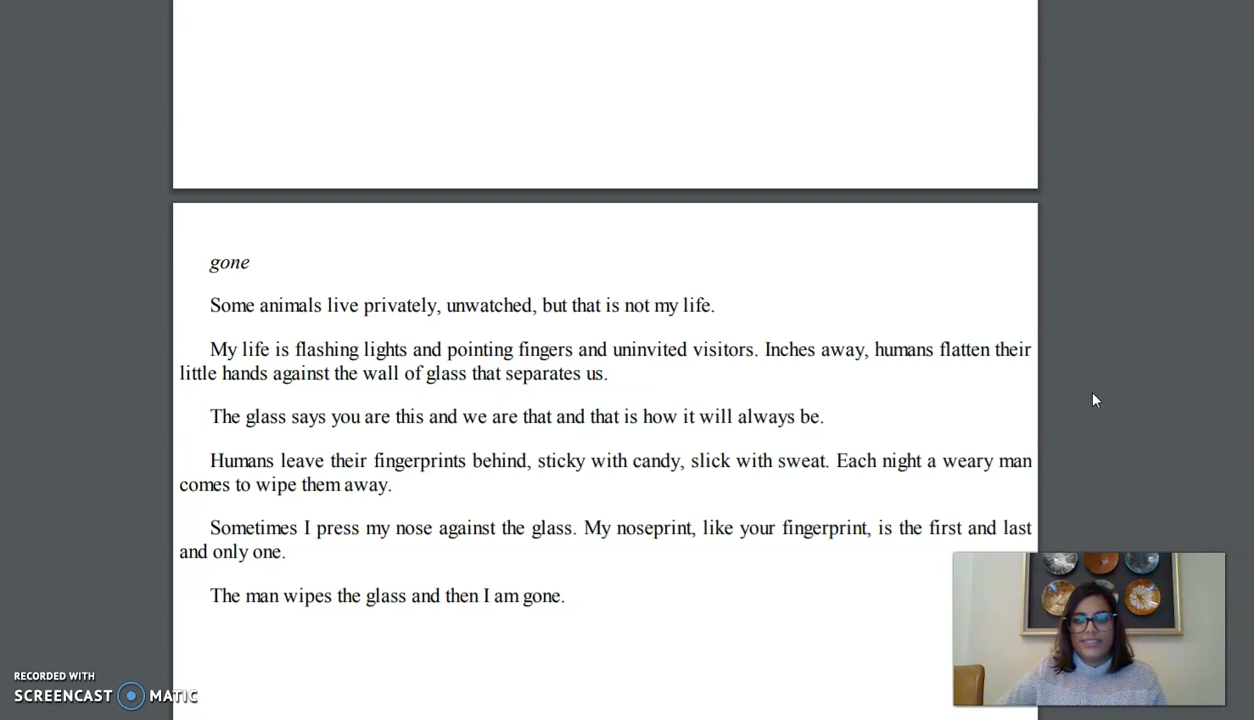 gone
Some animals live privately, unwatched, but that is not my life.
My life is flashing lights and pointing fingers and uninvited visitors. Inches away, humans flatten their
little hands against the wall of glass that separates us.
The glass says you are this and we are that and that is how it will always be.
Humans leave their fingerprints behind, sticky with candy, slick with sweat. Each night a weary man
comes to wipe them away.
Sometimes I press my nose against the glass. My noseprint, like your fingerprint, is the first and last
and only one.
The man wipes the glass and then I am gone.
RECORDED WITH
SCREENCAST MATIC